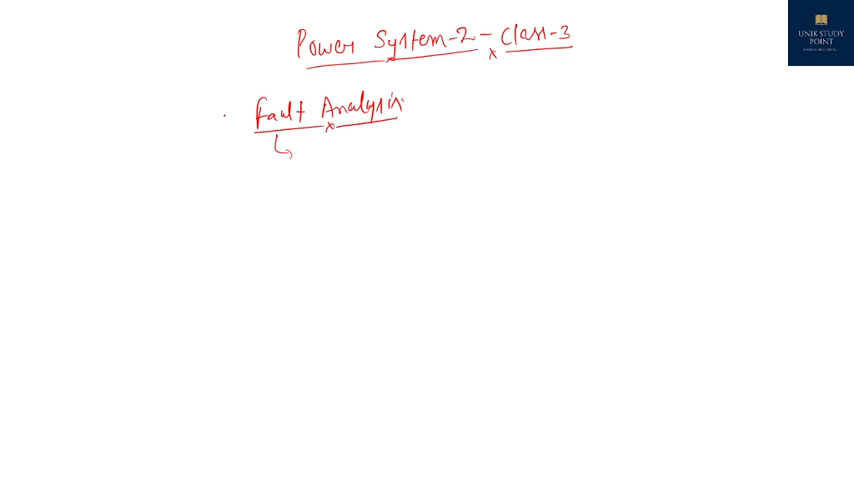 Power System-2 - Class-3
UNIK STUDY
POINT
Fault Analysis